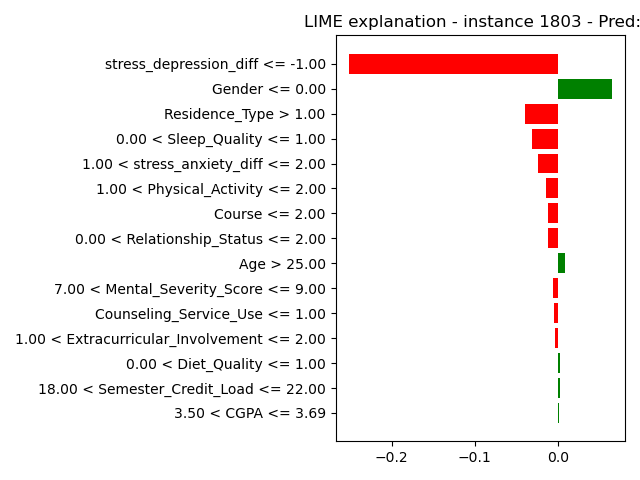 LIME explanation - instance 1803 - Pred:
stress_depression_diff <= -1.00
Gender <= 0.00
Residence_Type > 1.00
0.00 < Sleep_Quality <= 1.00
1.00 < stress_anxiety_diff <= 2.00
1.00 < Physical_Activity <= 2.00
Course <= 2.00
0.00 < Relationship_Status <= 2.00
Age > 25.00
7.00 < Mental_Severity_Score <= 9.00
Counseling_Service_Use <= 1.00
1.00 < Extracurricular_Involvement <= 2.00
0.00 < Diet_Quality <= 1.00
18.00 < Semester_Credit_Load <= 22.00
3.50 < CGPA <= 3.69
−0.2 −0.1 0.0